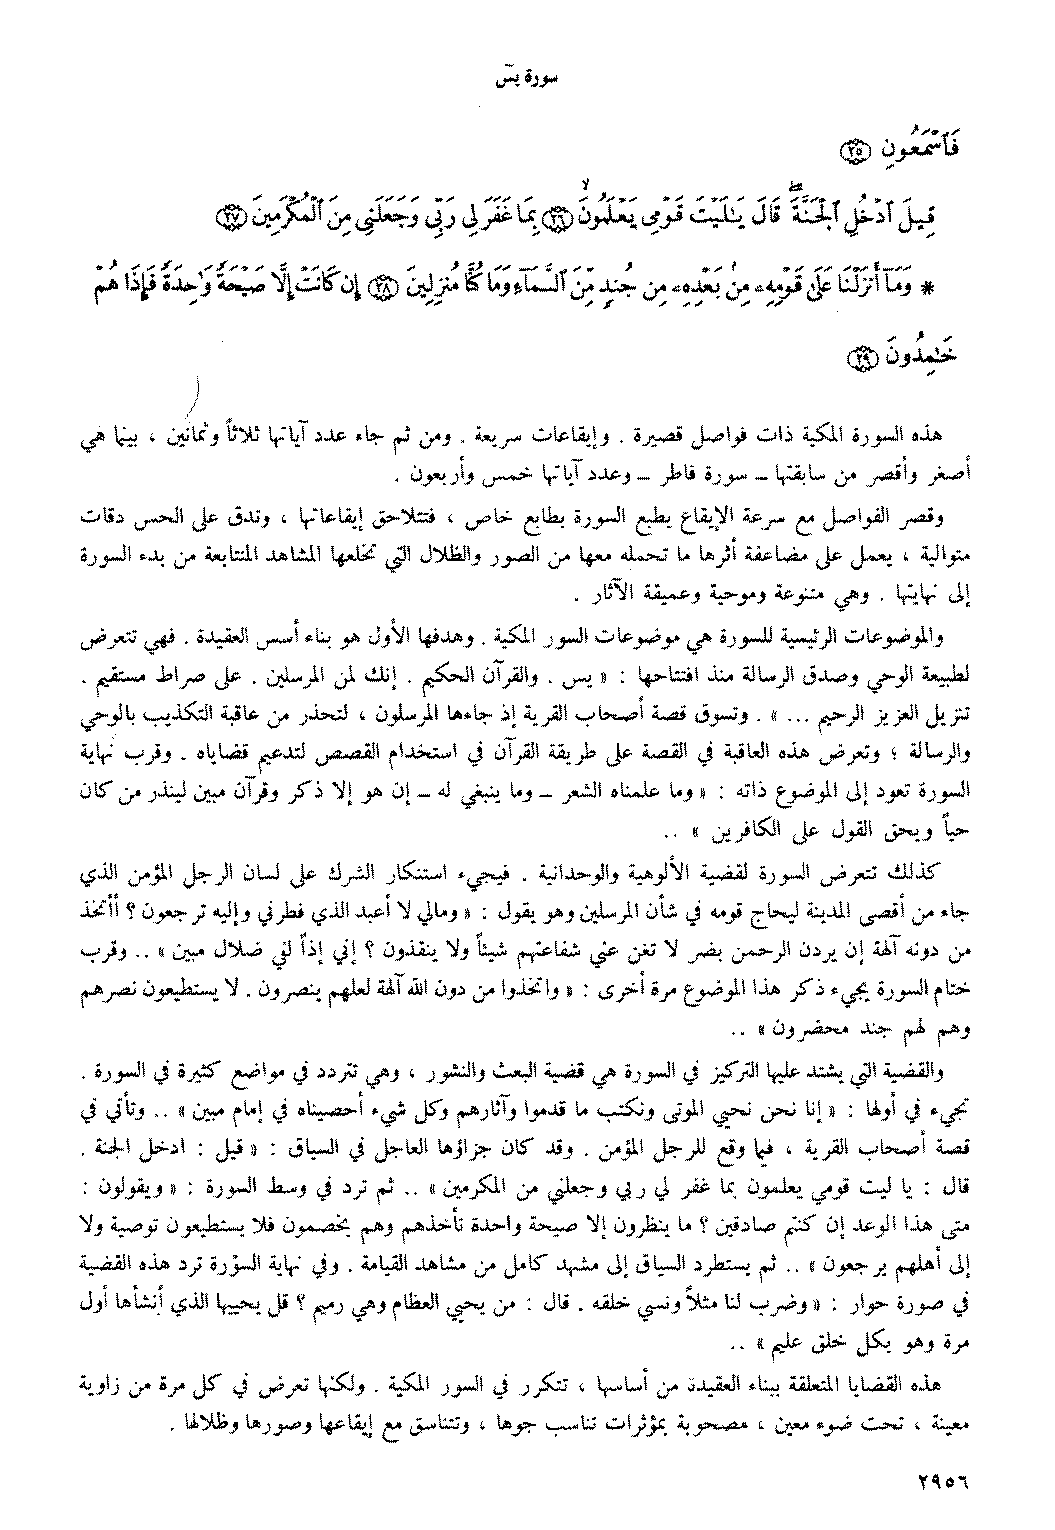 سورة يسٓ
فَٱسْمَعُونِ ٢٥
قِيلَ ٱدْخُلِ ٱلْجَنَّةَۖ قَالَ يَـٰلَيْتَ قَوْمِى يَعْلَمُونَۙ ٢٦ بِمَا غَفَرَ لِى رَبِّى وَجَعَلَنِى مِنَ ٱلْمُكْرَمِينَ ٢٧
* وَمَآ أَنزَلْنَا عَلَىٰ قَوْمِهِۦ مِنۢ بَعْدِهِۦ مِن جُندٍ مِّنَ ٱلسَّمَآءِ وَمَا كُنَّا مُنزِلِينَ ٢٨ إِن كَانَتْ إِلَّا صَيْحَةً وَٰحِدَةً فَإِذَا هُمْ
خَـٰمِدُونَ ٢٩
هذه السورة المكية ذات فواصل قصيرة . وإيقاعات سريعة . ومن ثم جاء عدد آياتها ثلاثاً وثمانين ، بينما هي
أصغر وأقصر من سابقتها – سورة فاطر – وعدد آياتها خمس وأربعون .
وقصر الفواصل مع سرعة الإيقاع يطبع السورة بطابع خاص ، فتتلاحق إيقاعاتها ، وتدق على الحس دقات
متوالية ، يعمل على مضاعفة أثرها ما تحمله معها من الصور والظلال التي تخلعها المشاهد المتتابعة من بدء السورة
إلى نهايتها . وهي متنوعة وموحية وعميقة الآثار .
والموضوعات الرئيسية للسورة هي موضوعات السور المكية . وهدفها الأول هو بناء أسس العقيدة . فهي تتعرض
لطبيعة الوحي وصدق الرسالة منذ افتتاحها : « يس . والقرآن الحكيم . إنك لمن المرسلين . على صراط مستقيم .
تنزيل العزيز الرحيم ... » . وتسوق قصة أصحاب القرية إذ جاءها المرسلون ، لتحذر من عاقبة التكذيب بالوحي
والرسالة ؛ وتعرض هذه العاقبة في القصة على طريقة القرآن في استخدام القصص لتدعيم قضاياه . وقرب نهاية
السورة تعود إلى الموضوع ذاته : « وما علمناه الشعر – وما ينبغي له – إن هو إلا ذكر وقرآن مبين لينذر من كان
حياً ويحق القول على الكافرين » ..
كذلك تتعرض السورة لقضية الألوهية والوحدانية . فيجيء استنكار الشرك على لسان الرجل المؤمن الذي
جاء من أقصى المدينة ليحاج قومه في شأن المرسلين وهو يقول : « ومالي لا أعبد الذي فطرني وإليه ترجعون ؟ أأتخذ
من دونه آلهة إن يردن الرحمن بضر لا تغن عني شفاعتهم شيئاً ولا ينقذون ؟ إني إذاً لفي ضلال مبين » .. وقرب
ختام السورة يجيء ذكر هذا الموضوع مرة أخرى : « واتخذوا من دون الله آلهة لعلهم ينصرون . لا يستطيعون نصرهم
وهم لهم جند محضرون » ..
والقضية التي يشتد عليها التركيز في السورة هي قضية البعث والنشور ، وهي تتردد في مواضع كثيرة في السورة .
تجيء في أولها : « إنا نحن نحيي الموتى ونكتب ما قدموا وآثارهم وكل شيء أحصيناه في إمام مبين » .. وتأتي في
قصة أصحاب القرية ، فيما وقع للرجل المؤمن . وقد كان جزاؤها العاجل في السياق : « قيل : ادخل الجنة .
قال : يا ليت قومي يعلمون بما غفر لي ربي وجعلني من المكرمين » .. ثم ترد في وسط السورة : « ويقولون :
متى هذا الوعد إن كنتم صادقين ؟ ما ينظرون إلا صيحة واحدة تأخذهم وهم يخصمون فلا يستطيعون توصية ولا
إلى أهلهم يرجعون » .. ثم يستطرد السياق إلى مشهد كامل من مشاهد القيامة . وفي نهاية السورة ترد هذه القضية
في صورة حوار : « وضرب لنا مثلاً ونسي خلقه . قال : من يحيي العظام وهي رميم ؟ قل يحييها الذي أنشأها أول
مرة وهو بكل خلق عليم » ..
هذه القضايا المتعلقة ببناء العقيدة من أساسها ، تتكرر في السور المكية . ولكنها تعرض في كل مرة من زاوية
معينة ، تحت ضوء معين ، مصحوبة بمؤثرات تناسب جوها ، وتتناسق مع إيقاعها وصورها وظلالها .
٢٩٥٦